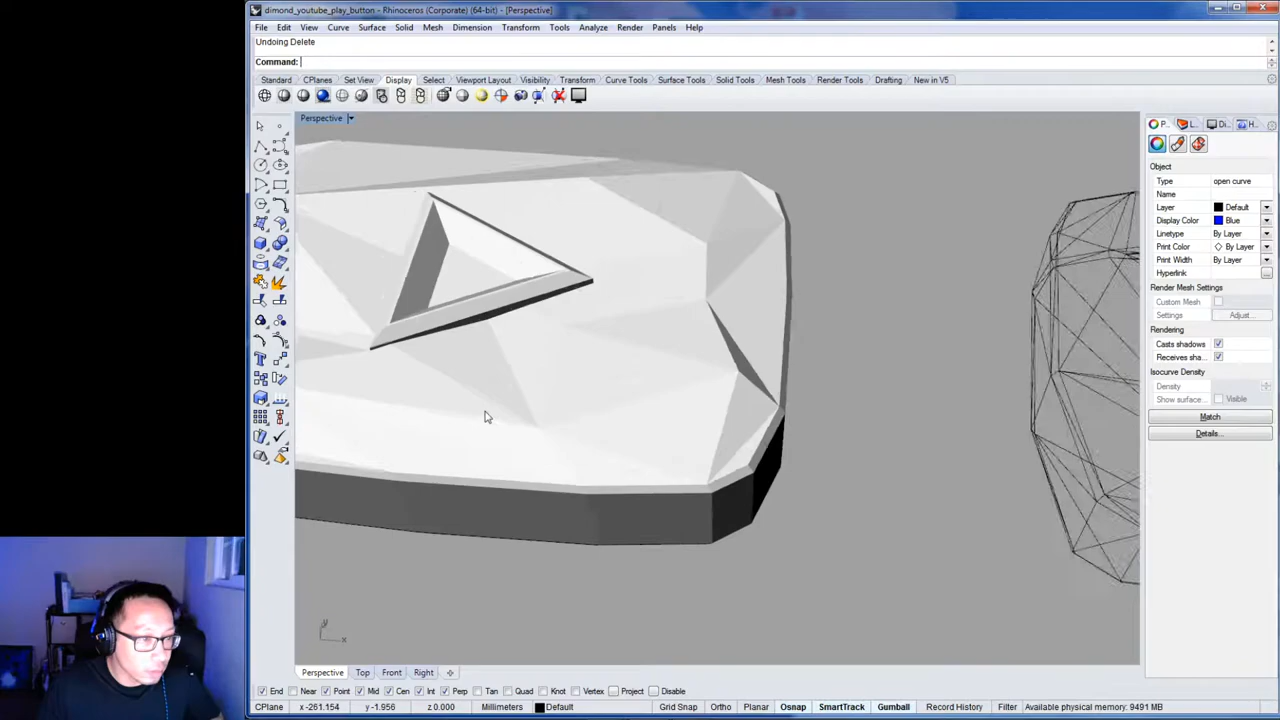 dimond_youtube_play_button - Rhinoceros (Corporate) (64-bit) - [Perspective]
File Edit View Curve Surface Solid Mesh Dimension Transform Tools Analyze Render Panels Help
Undoing Delete
Command:
Standard CPlanes Set View Display Select Viewport Layout Visibility Transform Curve Tools Surface Tools Solid Tools Mesh Tools Render Tools Drafting New in V5
Perspective
P... L... Di... H...
Object
Type open curve
Name
Layer Default
Display Color Blue
Linetype By Layer
Print Color By Layer
Print Width By Layer
Hyperlink ...
Render Mesh Settings
Custom Mesh
Settings Adjust...
Rendering
Casts shadows
Receives sha...
Isocurve Density
Density
Show surface... Visible
Match
Details...
y
x
Perspective Top Front Right
End Near Point Mid Cen Int Perp Tan Quad Knot Vertex Project Disable
CPlane x -261.154 y -1.956 z 0.000 Millimeters Default Grid Snap Ortho Planar Osnap SmartTrack Gumball Record History Filter Available physical memory: 9491 MB